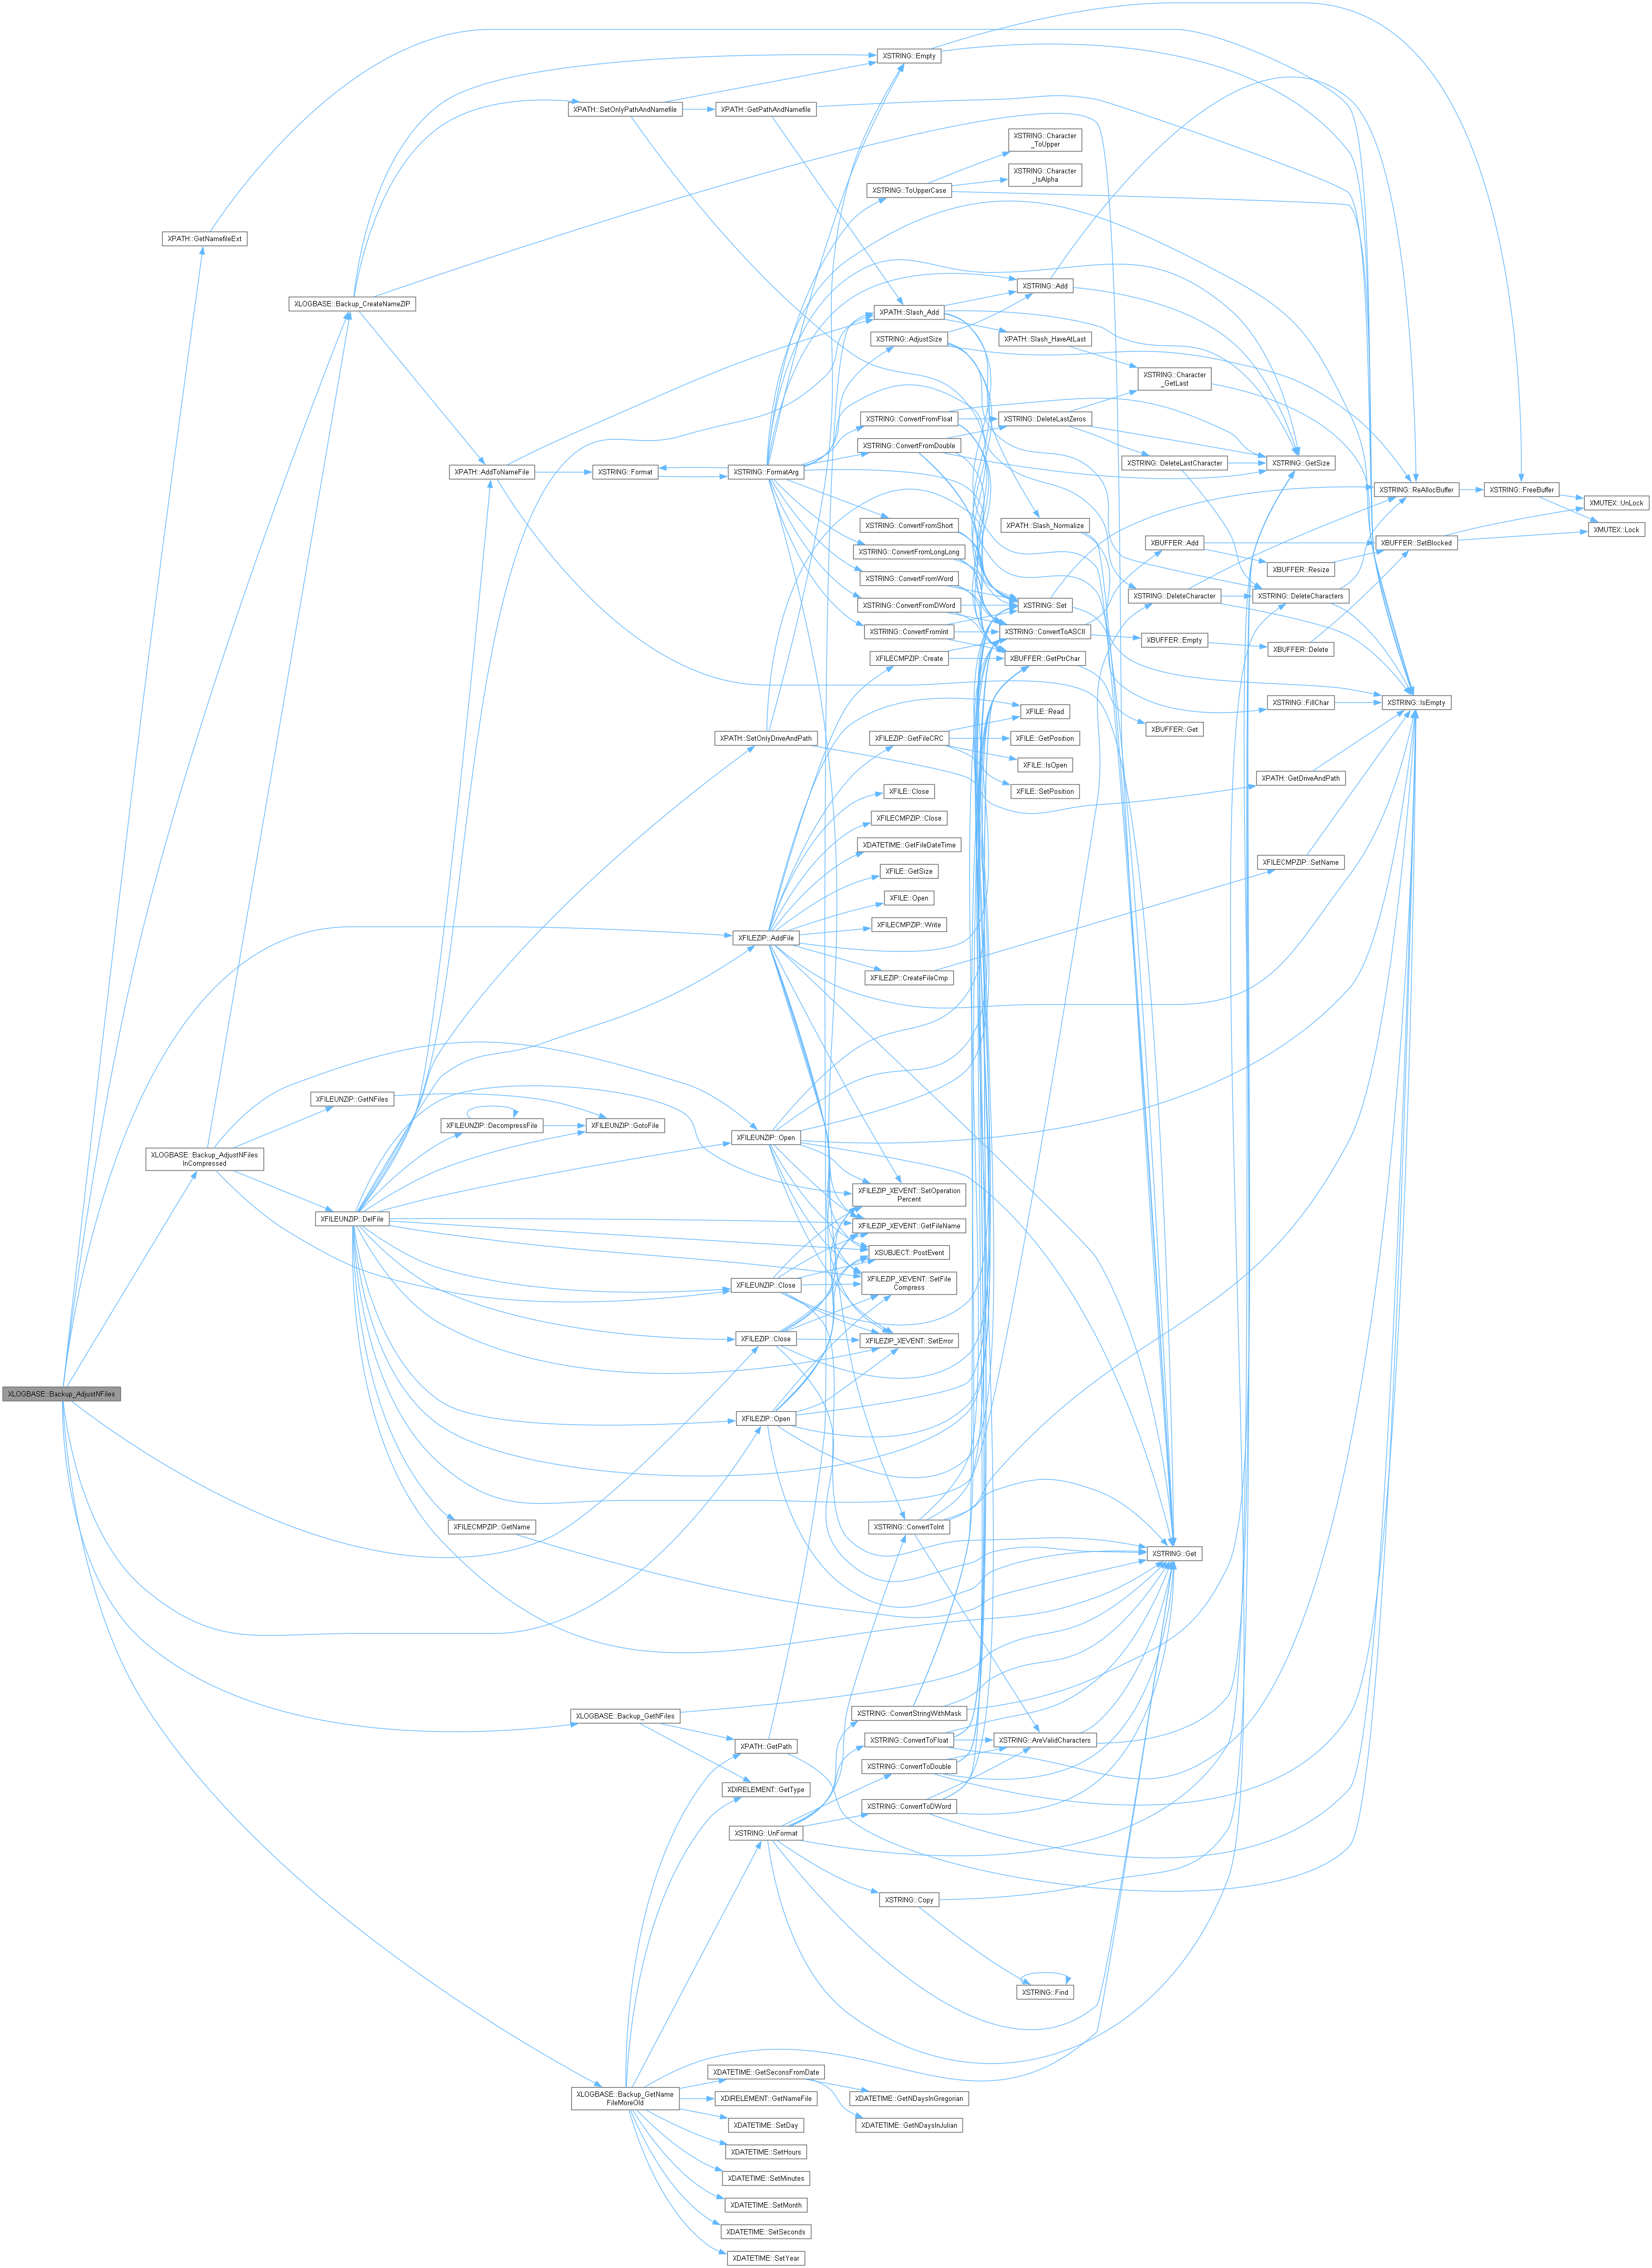 XSTRING::Empty
XPATH::SetOnlyPathAndNamefile
XPATH::GetPathAndNamefile
XSTRING::Character
_ToUpper
XSTRING::Character
_IsAlpha
XSTRING::ToUpperCase
XPATH::GetNamefileExt
XSTRING::Add
XLOGBASE::Backup_CreateNameZIP
XPATH::Slash_Add
XSTRING::AdjustSize
XPATH::Slash_HaveAtLast
XSTRING::Character
_GetLast
XSTRING::ConvertFromFloat
XSTRING::DeleteLastZeros
XSTRING::ConvertFromDouble
XSTRING::DeleteLastCharacter
XSTRING::GetSize
XPATH::AddToNameFile
XSTRING::Format
XSTRING::FormatArg
XSTRING::ReAllocBuffer
XSTRING::FreeBuffer
XMUTEX::UnLock
XSTRING::ConvertFromShort
XPATH::Slash_Normalize
XMUTEX::Lock
XBUFFER::Add
XBUFFER::SetBlocked
XSTRING::ConvertFromLongLong
XBUFFER::Resize
XSTRING::ConvertFromWord
XSTRING::DeleteCharacter
XSTRING::DeleteCharacters
XSTRING::ConvertFromDWord
XSTRING::Set
XSTRING::ConvertFromInt
XSTRING::ConvertToASCII
XBUFFER::Empty
XBUFFER::Delete
XFILECMPZIP::Create
XBUFFER::GetPtrChar
XSTRING::FillChar
XSTRING::IsEmpty
XFILE::Read
XBUFFER::Get
XPATH::SetOnlyDriveAndPath
XFILEZIP::GetFileCRC
XFILE::GetPosition
XFILE::IsOpen
XPATH::GetDriveAndPath
XFILE::Close
XFILE::SetPosition
XFILECMPZIP::Close
XDATETIME::GetFileDateTime
XFILECMPZIP::SetName
XFILE::GetSize
XFILE::Open
XFILECMPZIP::Write
XFILEZIP::AddFile
XFILEZIP::CreateFileCmp
XFILEUNZIP::GetNFiles
XFILEUNZIP::DecompressFile
XFILEUNZIP::GotoFile
XFILEUNZIP::Open
XLOGBASE::Backup_AdjustNFiles
InCompressed
XFILEZIP_XEVENT::SetOperation
Percent
XFILEUNZIP::DelFile
XFILEZIP_XEVENT::GetFileName
XSUBJECT::PostEvent
XFILEUNZIP::Close
XFILEZIP_XEVENT::SetFile
Compress
XFILEZIP::Close
XFILEZIP_XEVENT::SetError
XLOGBASE::Backup_AdjustNFiles
XFILEZIP::Open
XFILECMPZIP::GetName
XSTRING::ConvertToInt
XSTRING::Get
XLOGBASE::Backup_GetNFiles
XSTRING::ConvertStringWithMask
XPATH::GetPath
XSTRING::ConvertToFloat
XSTRING::AreValidCharacters
XSTRING::ConvertToDouble
XDIRELEMENT::GetType
XSTRING::ConvertToDWord
XSTRING::UnFormat
XSTRING::Copy
XSTRING::Find
XDATETIME::GetSeconsFromDate
XLOGBASE::Backup_GetName
FileMoreOld
XDIRELEMENT::GetNameFile
XDATETIME::GetNDaysInGregorian
XDATETIME::SetDay
XDATETIME::GetNDaysInJulian
XDATETIME::SetHours
XDATETIME::SetMinutes
XDATETIME::SetMonth
XDATETIME::SetSeconds
XDATETIME::SetYear